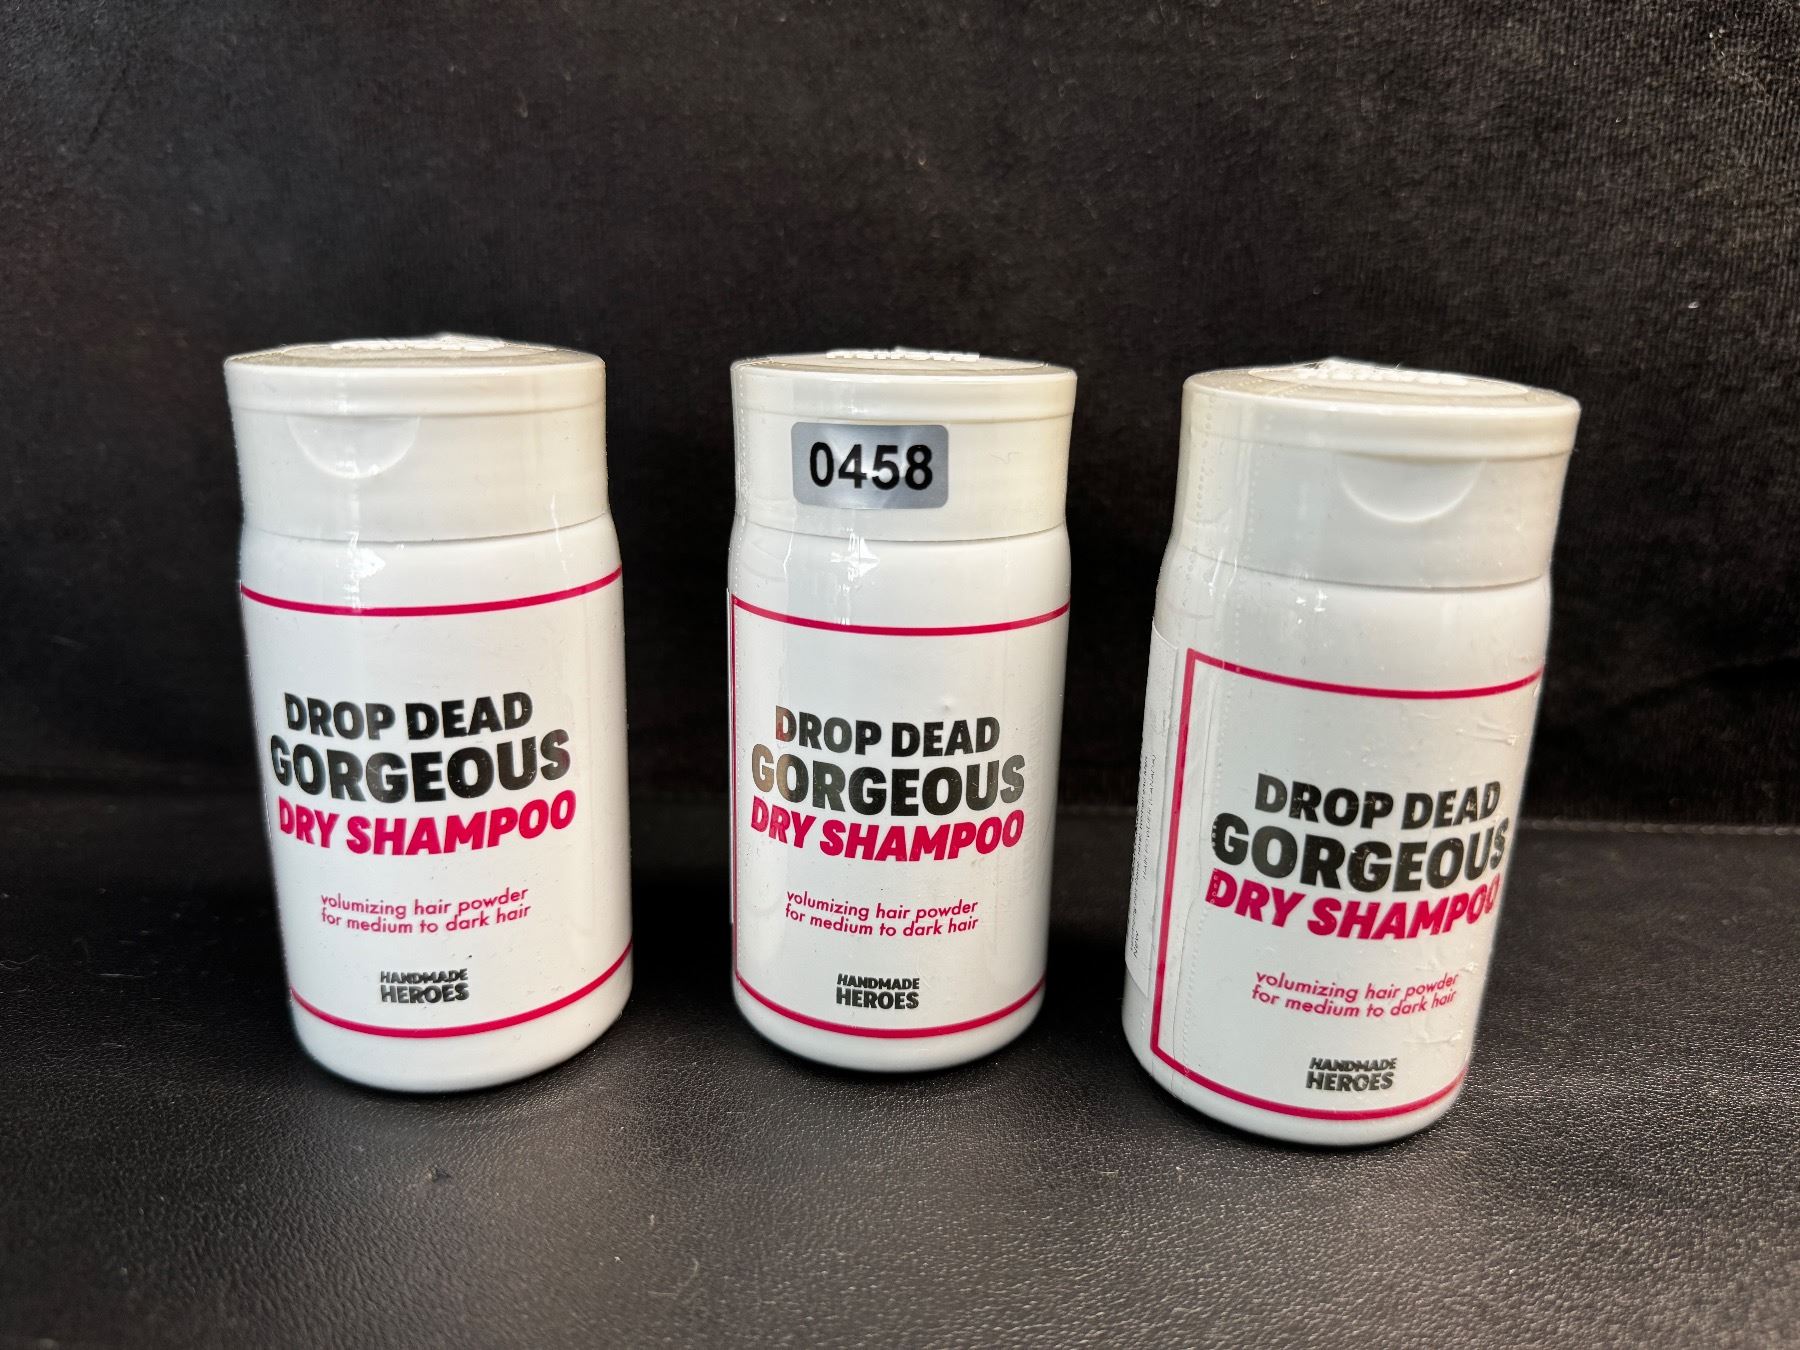 DROP DEAD
GORGEOUS
DRY SHAMPOO
volumizing hair powder
for medium to dark hair
HANDMADE
HEROES
0458
DROP DEAD
GORGEOUS
DRY SHAMPOO
volumizing hair powder
for medium to dark hair
HANDMADE
HEROES
DROP DEAD
GORGEOUS
DRY SHAMPOO
volumizing hair powder
for medium to dark hair
HANDMADE
HEROES